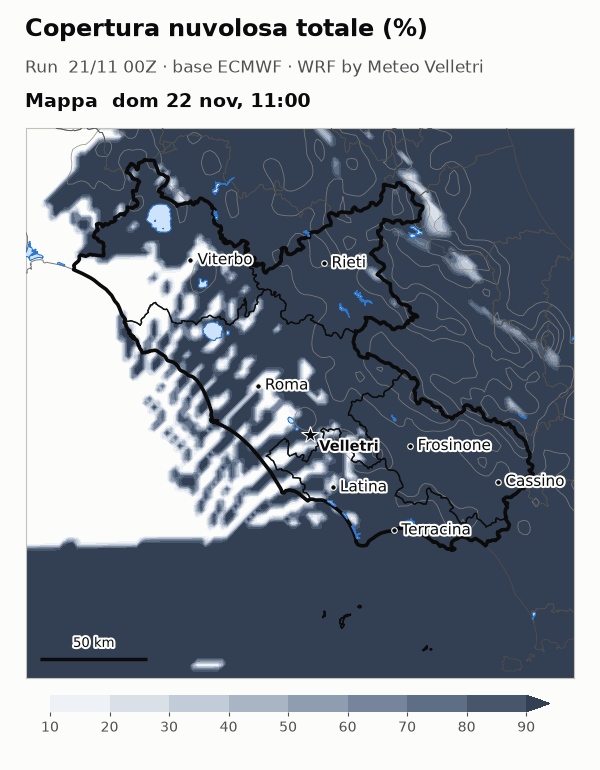 Copertura nuvolosa totale (%)
Run 21/11 00Z · base ECMWF · WRF by Meteo Velletri
Mappa dom 22 nov, 11:00
Viterbo
Rieti
Roma
Velletri
Frosinone
Cassino
Latina
Terracina
50 km
10 20 30 40 50 60 70 80 90